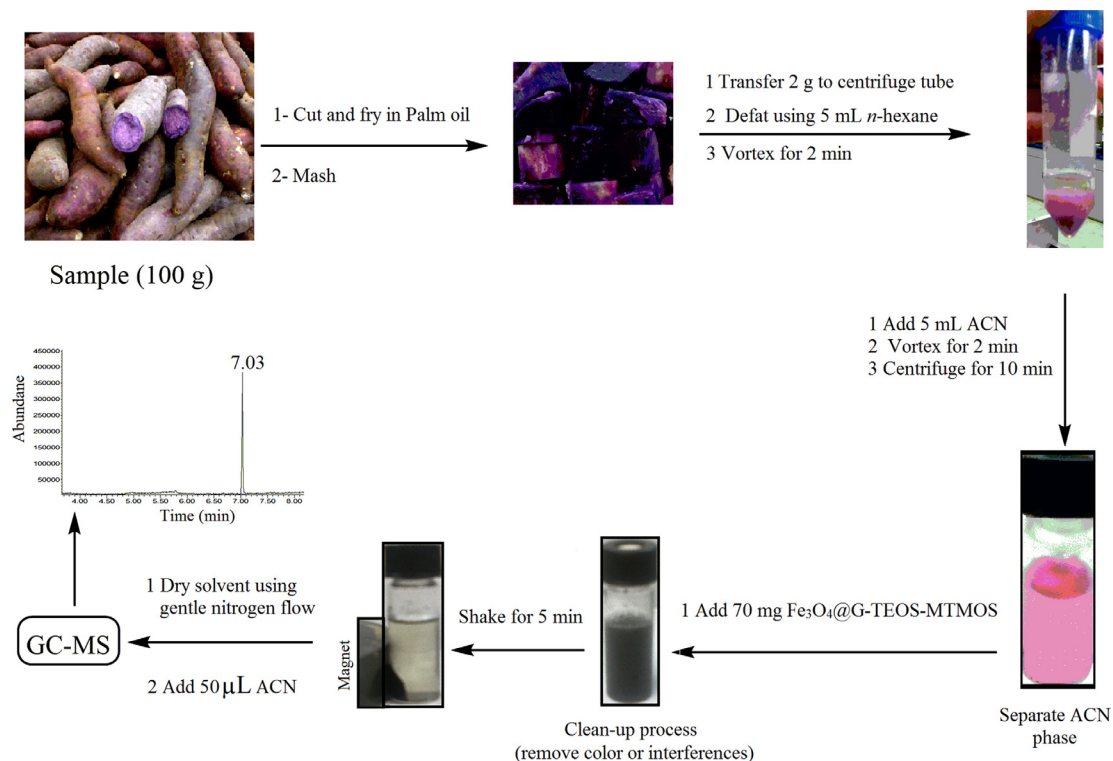 1- Cut and fry in Palm oil
2- Mash
1 Transfer 2 g to centrifuge tube
2 Defat using 5 mL n-hexane
3 Vortex for 2 min
Sample (100 g)
1 Add 5 mL ACN
2 Vortex for 2 min
3 Centrifuge for 10 min
Separate ACN
phase
1 Add 70 mg Fe₃O₄@G-TEOS-MTMOS
Clean-up process
(remove color or interferences)
Shake for 5 min
Magnet
1 Dry solvent using
gentle nitrogen flow
2 Add 50 µL ACN
GC-MS
7.03
Abundane
450000
400000
350000
300000
250000
200000
150000
100000
50000
4.00 4.50 5.00 5.50 6.00 6.50 7.00 7.50 8.00
Time (min)